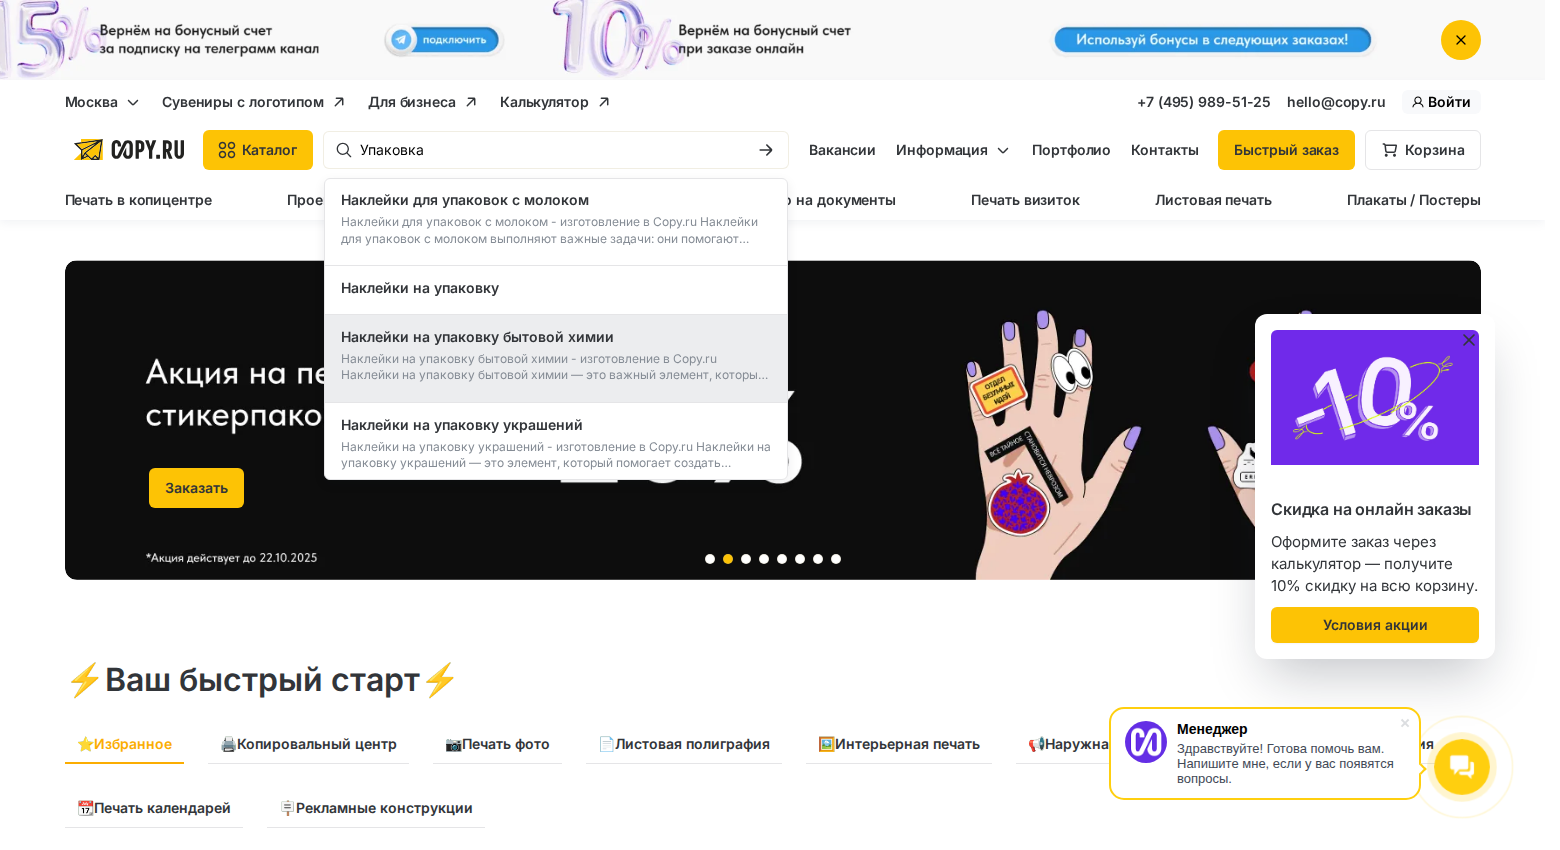 15%
Вернём на бонусный счет
за подписку на телеграмм канал
подключить
10%
Вернём на бонусный счет
при заказе онлайн
Используй бонусы в следующих заказах!
Москва
Сувениры с логотипом
Для бизнеса
Калькулятор
+7 (495) 989-51-25
hello@copy.ru
Войти
COPY.RU
Каталог
Упаковка
Вакансии
Информация
Портфолио
Контакты
Быстрый заказ
Корзина
Печать в копицентре
Прое
на документы
Печать визиток
Листовая печать
Плакаты / Постеры
Наклейки для упаковок с молоком
Наклейки для упаковок с молоком - изготовление в Copy.ru Наклейки
для упаковок с молоком выполняют важные задачи: они помогают...
Наклейки на упаковку
Наклейки на упаковку бытовой химии
Наклейки на упаковку бытовой химии - изготовление в Copy.ru
Наклейки на упаковку бытовой химии — это важный элемент, которы...
Наклейки на упаковку украшений
Наклейки на упаковку украшений - изготовление в Copy.ru Наклейки на
упаковку украшений — это элемент, который помогает создать...
Акция на пе
стикерпако
Заказать
*Акция действует до 22.10.2025
ОТДЕЛ
БЕЗУМНЫХ
ИДЕЙ
ВСЕ ТАЙНОЕ
СТАНОВИТСЯ НЕВРОЗОМ
-10%
Скидка на онлайн заказы
Оформите заказ через
калькулятор — получите
10% скидку на всю корзину.
Условия акции
⚡Ваш быстрый старт⚡
⭐Избранное
🖨️Копировальный центр
📷Печать фото
📄Листовая полиграфия
🖼️Интерьерная печать
📢Наружна
📆Печать календарей
🪧Рекламные конструкции
Менеджер
Здравствуйте! Готова помочь вам.
Напишите мне, если у вас появятся
вопросы.